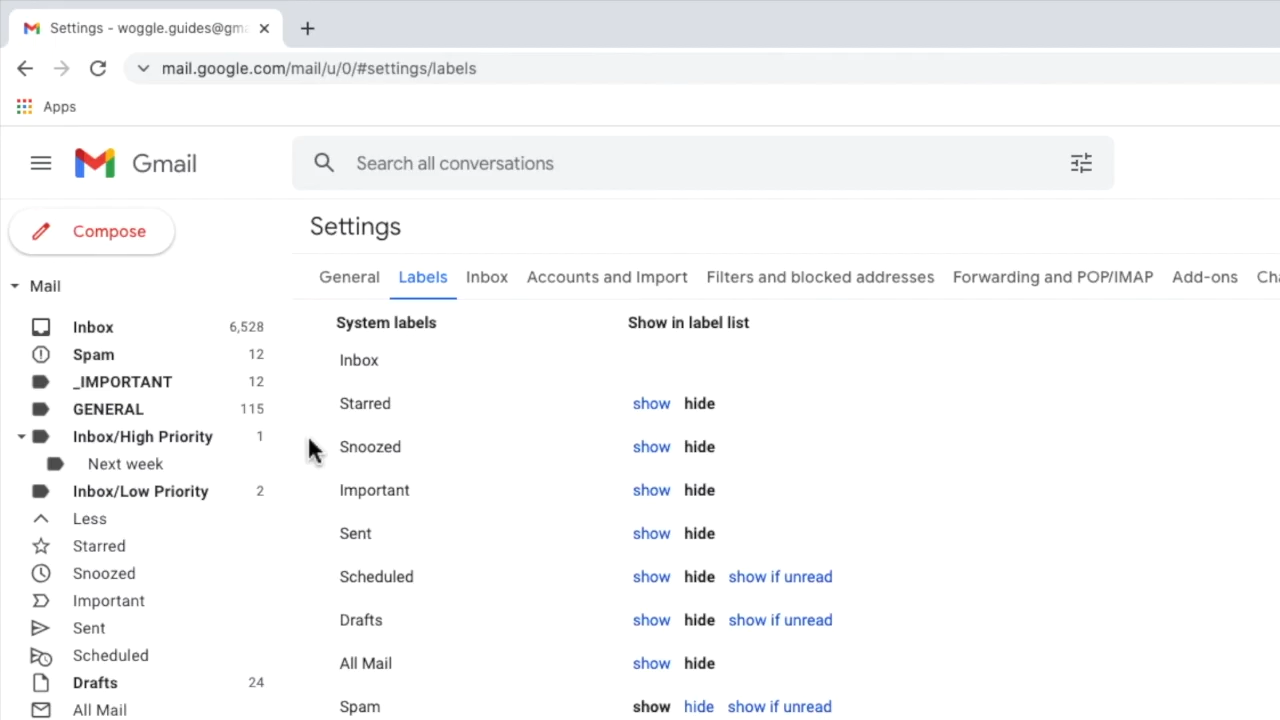 Settings - woggle.guides@gma
mail.google.com/mail/u/0/#settings/labels
Apps
Gmail
Search all conversations
Compose
Settings
General Labels Inbox Accounts and Import Filters and blocked addresses Forwarding and POP/IMAP Add-ons Cha
Mail
Inbox 6,528
Spam 12
_IMPORTANT 12
GENERAL 115
Inbox/High Priority 1
Next week
Inbox/Low Priority 2
Less
Starred
Snoozed
Important
Sent
Scheduled
Drafts 24
All Mail
System labels Show in label list
Inbox
Starred show hide
Snoozed show hide
Important show hide
Sent show hide
Scheduled show hide show if unread
Drafts show hide show if unread
All Mail show hide
Spam show hide show if unread